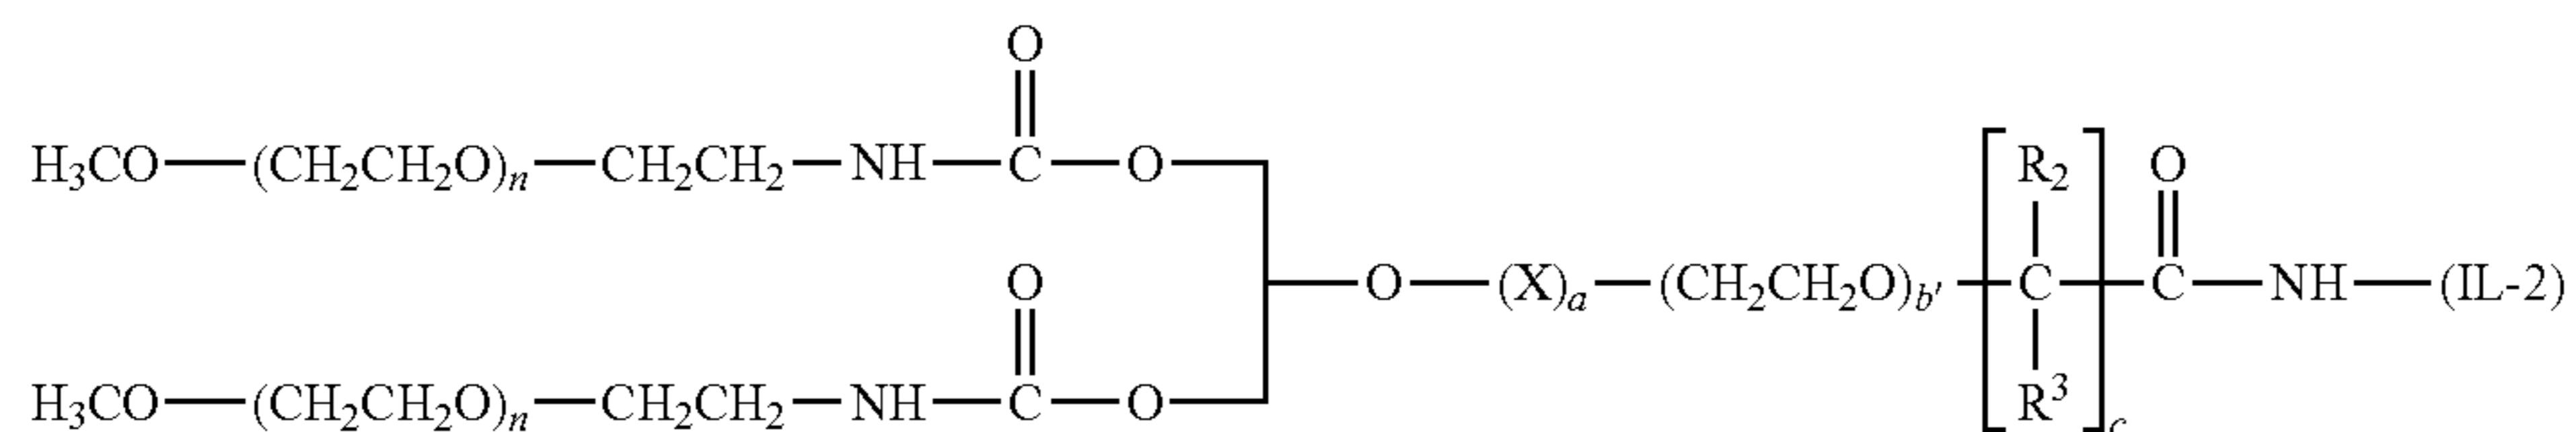 O
H₃CO—(CH₂CH₂O)ₙ—CH₂CH₂—NH—C—O
R₂ O
O—(X)ₐ—(CH₂CH₂O)b'—C—C—NH—(IL-2)
O
R³ c
H₃CO—(CH₂CH₂O)ₙ—CH₂CH₂—NH—C—O